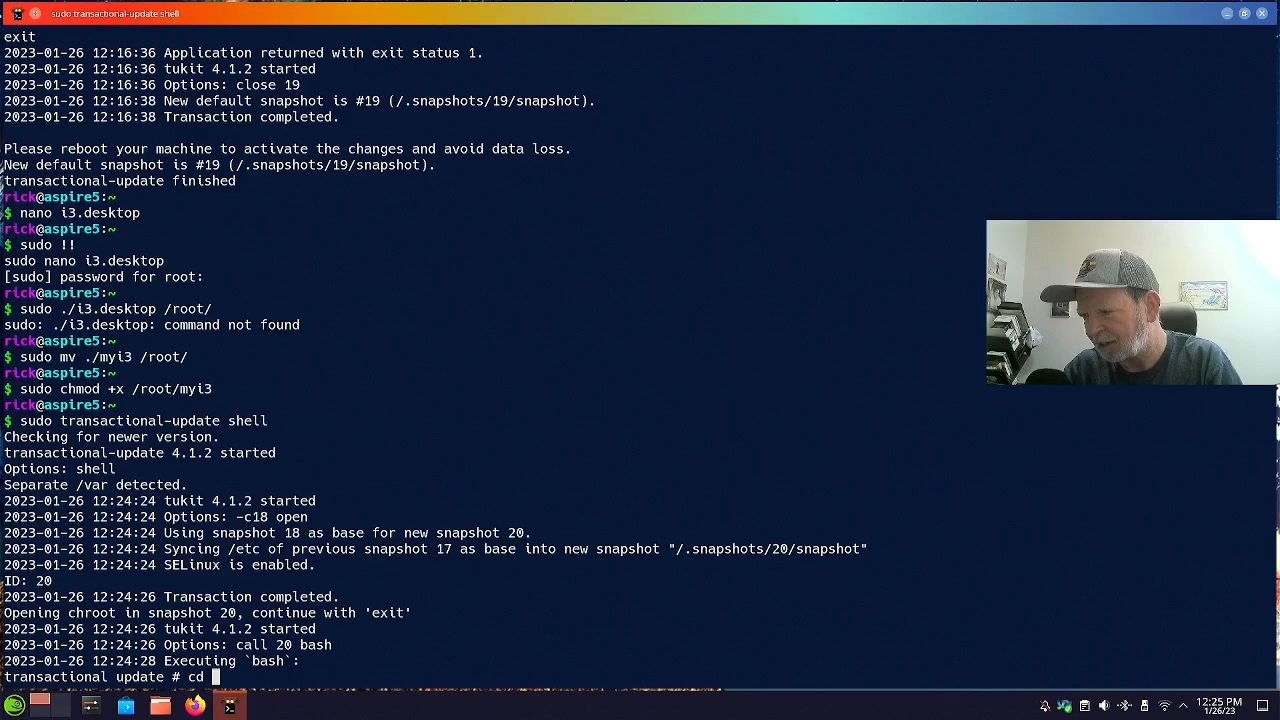 sudo transactional-update shell
exit
2023-01-26 12:16:36 Application returned with exit status 1.
2023-01-26 12:16:36 tukit 4.1.2 started
2023-01-26 12:16:36 Options: close 19
2023-01-26 12:16:38 New default snapshot is #19 (/.snapshots/19/snapshot).
2023-01-26 12:16:38 Transaction completed.
Please reboot your machine to activate the changes and avoid data loss.
New default snapshot is #19 (/.snapshots/19/snapshot).
transactional-update finished
rick@aspire5:~
$ nano i3.desktop
rick@aspire5:~
$ sudo !!
sudo nano i3.desktop
[sudo] password for root:
rick@aspire5:~
$ sudo ./i3.desktop /root/
sudo: ./i3.desktop: command not found
rick@aspire5:~
$ sudo mv ./myi3 /root/
rick@aspire5:~
$ sudo chmod +x /root/myi3
rick@aspire5:~
$ sudo transactional-update shell
Checking for newer version.
transactional-update 4.1.2 started
Options: shell
Separate /var detected.
2023-01-26 12:24:24 tukit 4.1.2 started
2023-01-26 12:24:24 Options: -c18 open
2023-01-26 12:24:24 Using snapshot 18 as base for new snapshot 20.
2023-01-26 12:24:24 Syncing /etc of previous snapshot 17 as base into new snapshot "/.snapshots/20/snapshot"
2023-01-26 12:24:24 SELinux is enabled.
ID: 20
2023-01-26 12:24:26 Transaction completed.
Opening chroot in snapshot 20, continue with 'exit'
2023-01-26 12:24:26 tukit 4.1.2 started
2023-01-26 12:24:26 Options: call 20 bash
2023-01-26 12:24:28 Executing `bash`:
transactional update # cd
12:25 PM
1/26/23